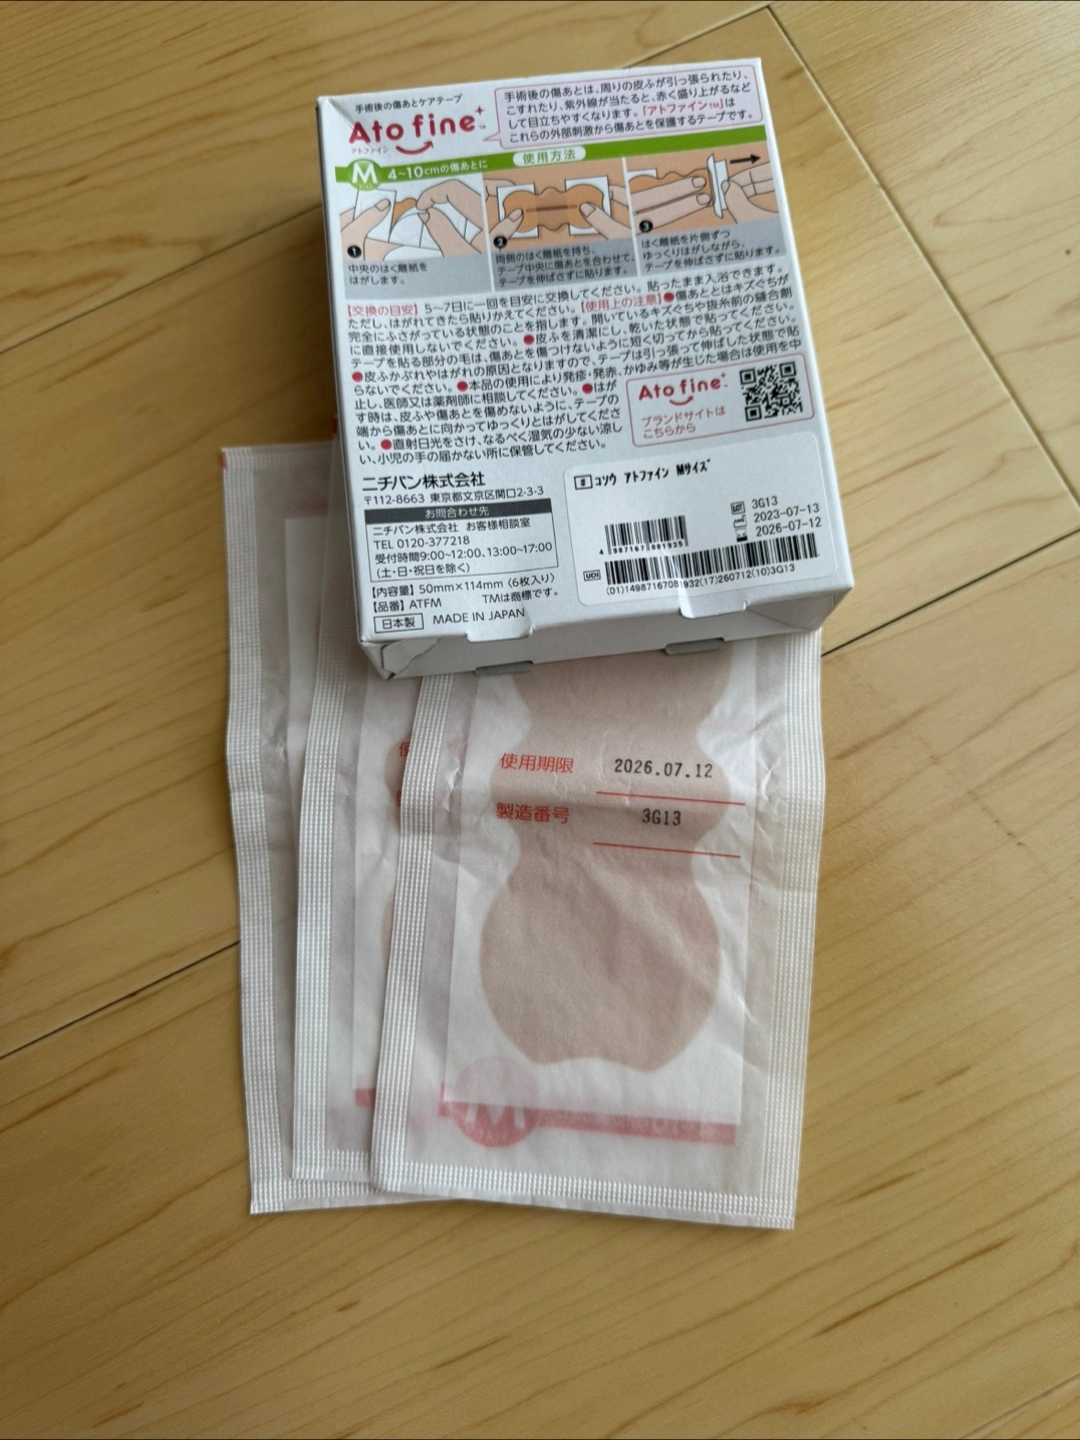 手術後の傷あとケアテープ
Ato fine™
アトファイン
手術後の傷あとは、周りの皮ふが引っ張られたり、
こすれたり、紫外線が当たると、赤く盛り上がるなど
して目立ちやすくなります。「アトファイン™」は
これらの外部刺激から傷あとを保護するテープです。
M 4~10cmの傷あとに
使用方法
1
中央のはく離紙を
はがします。
2
両側のはく離紙を持ち、
テープ中央に傷あとを合わせて、
テープを伸ばさずに貼ります。
3
はく離紙を片側ずつ
ゆっくりはがしながら、
テープを伸ばさずに貼ります。
【交換の目安】5~7日に一回を目安に交換してください。貼ったまま入浴できます。
ただし、はがれてきたら貼りかえてください。【使用上の注意】●傷あととはキズぐちが
完全にふさがっている状態のことを指します。開いているキズぐちや抜糸前の縫合創
に直接使用しないでください。●皮ふを清潔にし、乾いた状態で貼ってください。
テープを貼る部分の毛は、傷あとを傷つけないように短く切ってから貼ってください。
●皮ふかぶれやはがれの原因となりますので、テープは引っ張って伸ばした状態で貼
らないでください。●本品の使用により発疹・発赤、かゆみ等が生じた場合は使用を中
止し、医師又は薬剤師に相談してください。●はが
す時は、皮ふや傷あとを傷めないように、テープの
端から傷あとに向かってゆっくりとはがしてくださ
い。●直射日光をさけ、なるべく湿気の少ない涼し
い、小児の手の届かない所に保管してください。
Ato fine™
ブランドサイトは
こちらから
ニチバン株式会社
〒112-8663 東京都文京区関口2-3-3
お問合わせ先
ニチバン株式会社 お客様相談室
TEL 0120-377218
受付時間9:00~12:00、13:00~17:00
(土・日・祝日を除く)
【内容量】50mm×114mm〈6枚入り〉
【品番】ATFM TMは商標です。
日本製 MADE IN JAPAN
# コソウ アトファイン Mサイズ
LOT 3G13
2023-07-13
2026-07-12
4 987167 081935
UDI
(01)14987167081932(17)260712(10)3G13
使用期限 2026.07.12
製造番号 3G13
M